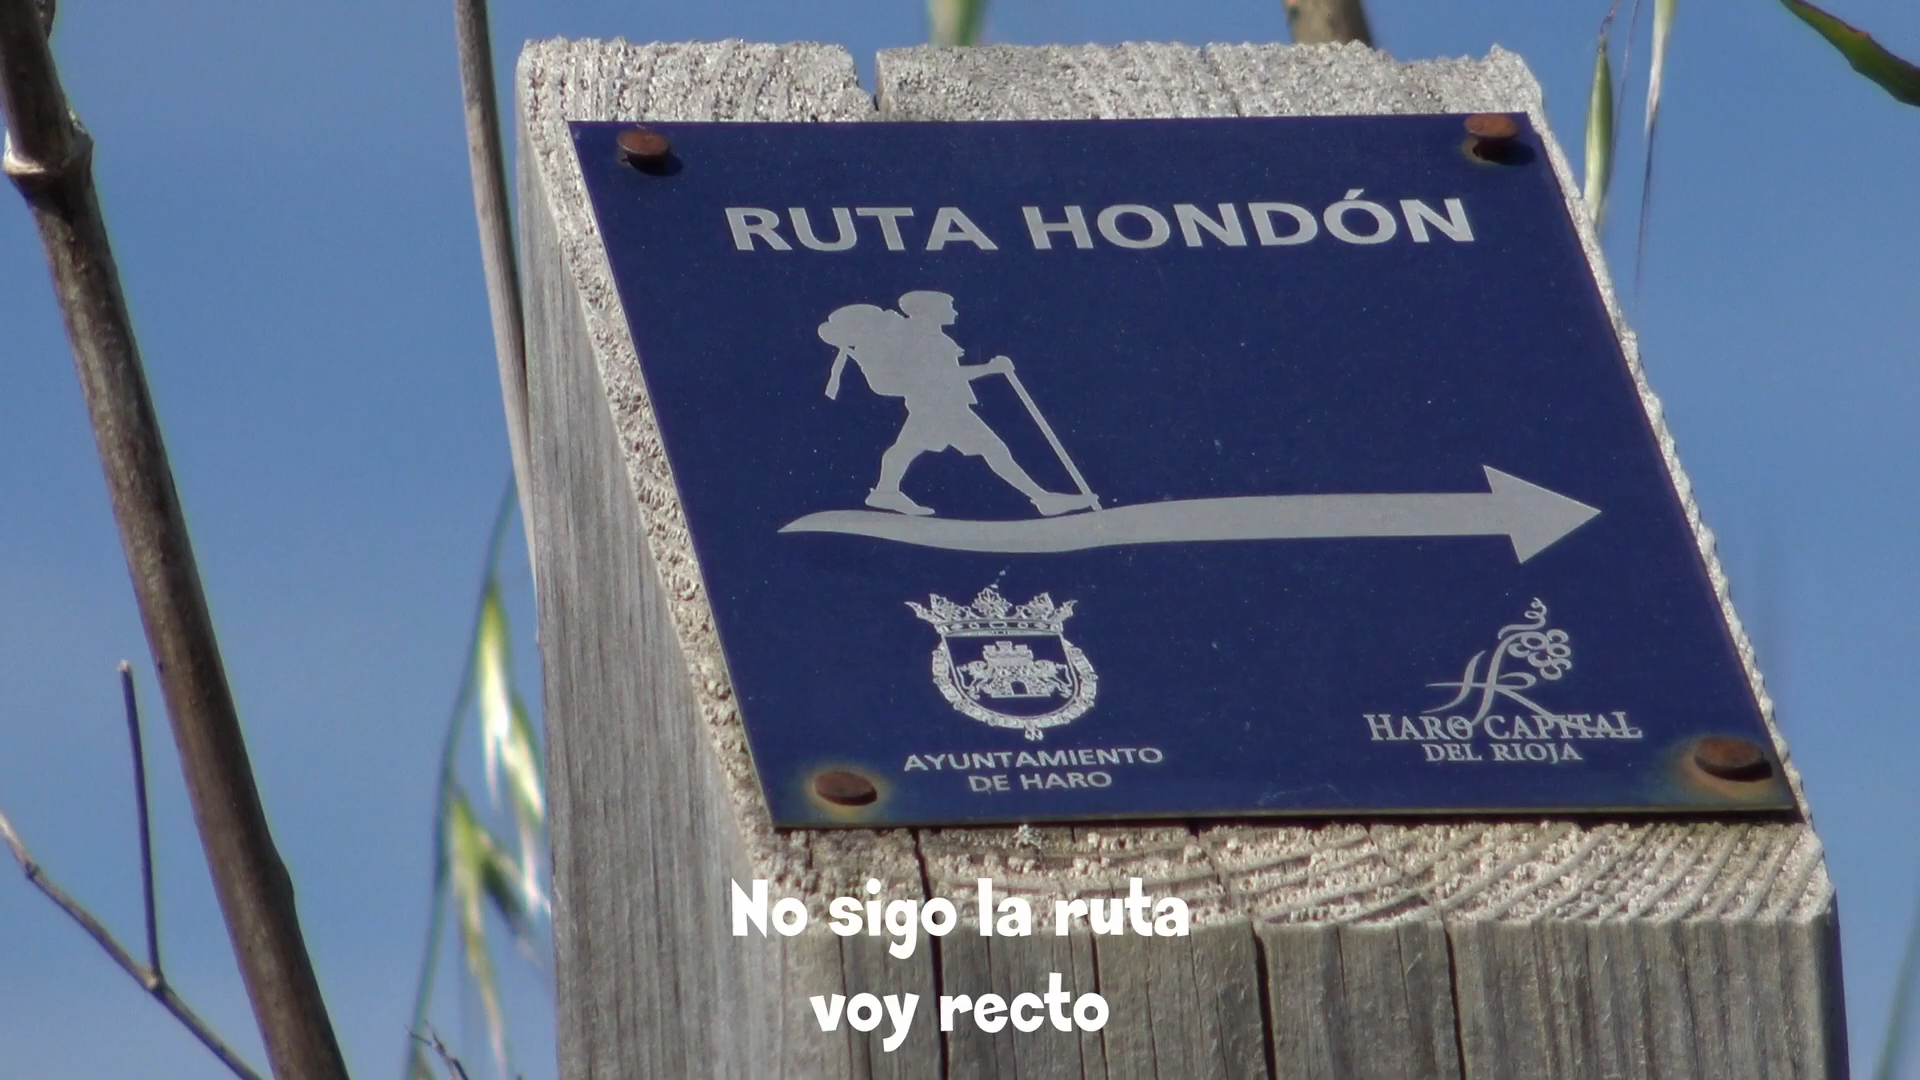 RUTA HONDÓN
AYUNTAMIENTO
DE HARO
HARO CAPITAL
DEL RIOJA
No sigo la ruta
voy recto